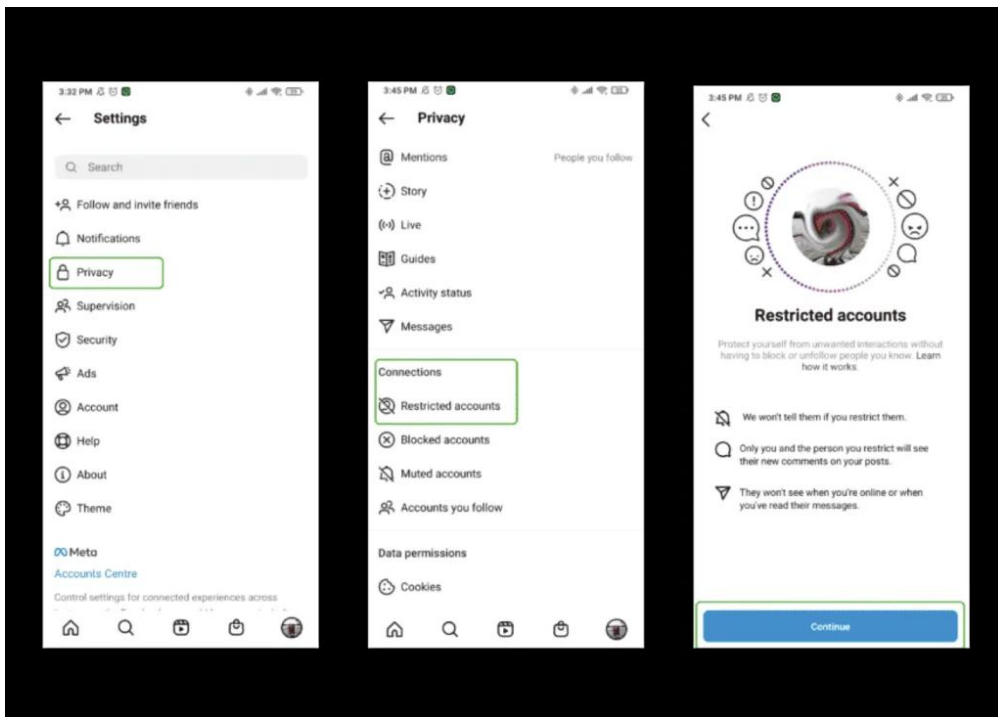 3:32 PM
Settings
Search
Follow and invite friends
Notifications
Privacy
Supervision
Security
Ads
Account
Help
About
Theme
Meta
Accounts Centre
Control settings for connected experiences across
3:45 PM
Privacy
Mentions People you follow
Story
Live
Guides
Activity status
Messages
Connections
Restricted accounts
Blocked accounts
Muted accounts
Accounts you follow
Data permissions
Cookies
3:45 PM
Restricted accounts
Protect yourself from unwanted interactions without
having to block or unfollow people you know. Learn
how it works.
We won't tell them if you restrict them.
Only you and the person you restrict will see
their new comments on your posts.
They won't see when you're online or when
you've read their messages.
Continue